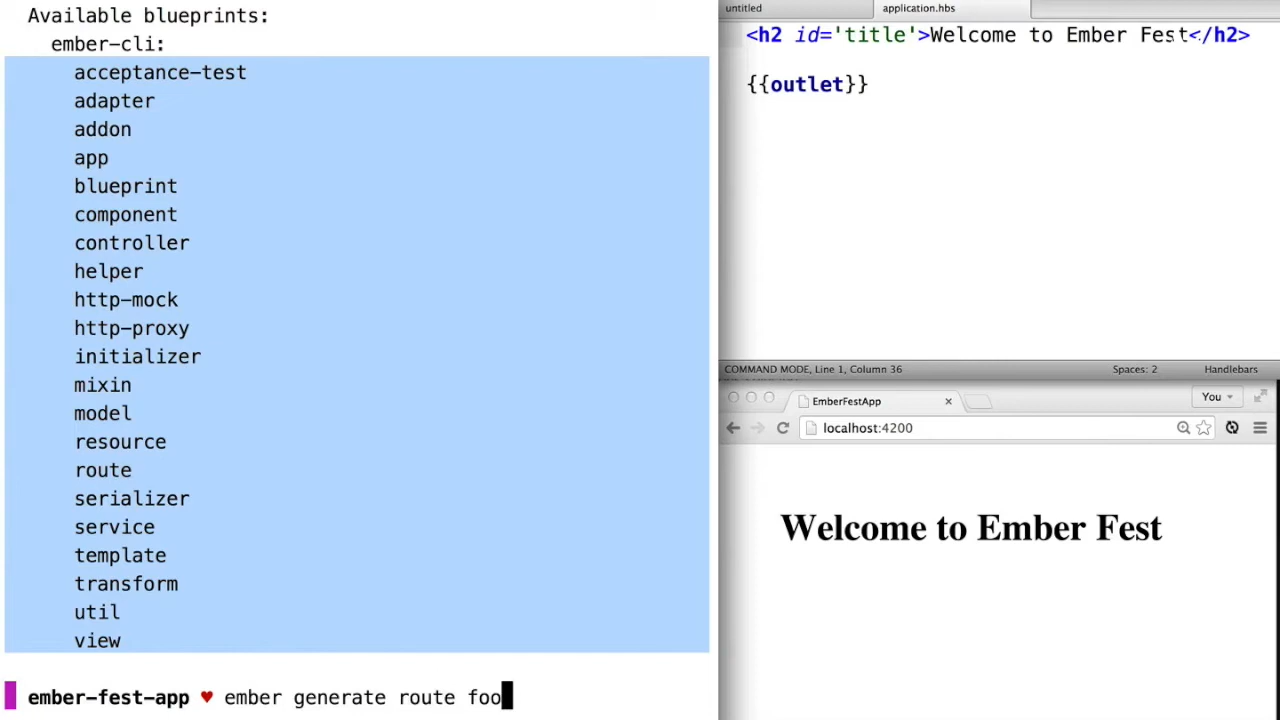 Available blueprints:
ember-cli:
acceptance-test
adapter
addon
app
blueprint
component
controller
helper
http-mock
http-proxy
initializer
mixin
model
resource
route
serializer
service
template
transform
util
view
ember-fest-app ♥ ember generate route foo
untitled
application.hbs
<h2 id='title'>Welcome to Ember Fest</h2>
{{outlet}}
COMMAND MODE, Line 1, Column 36
Spaces: 2
Handlebars
EmberFestApp
You
localhost:4200
Welcome to Ember Fest